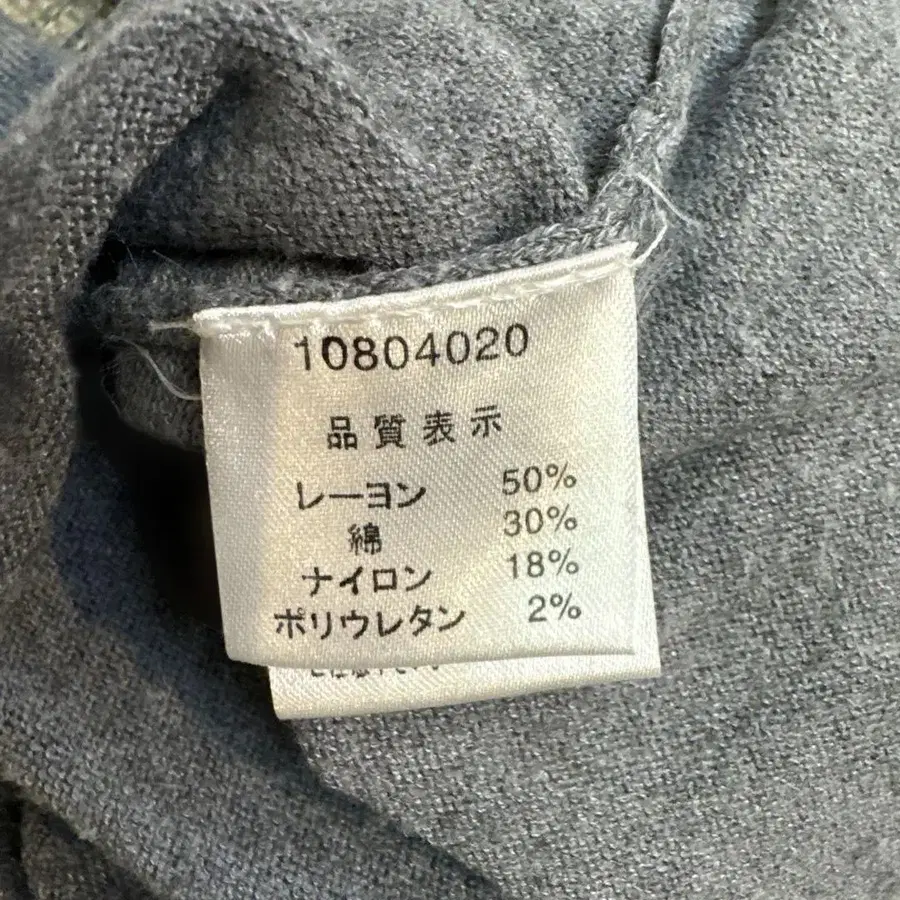 10804020
品質表示
レーヨン 50%
綿 30%
ナイロン 18%
ポリウレタン 2%